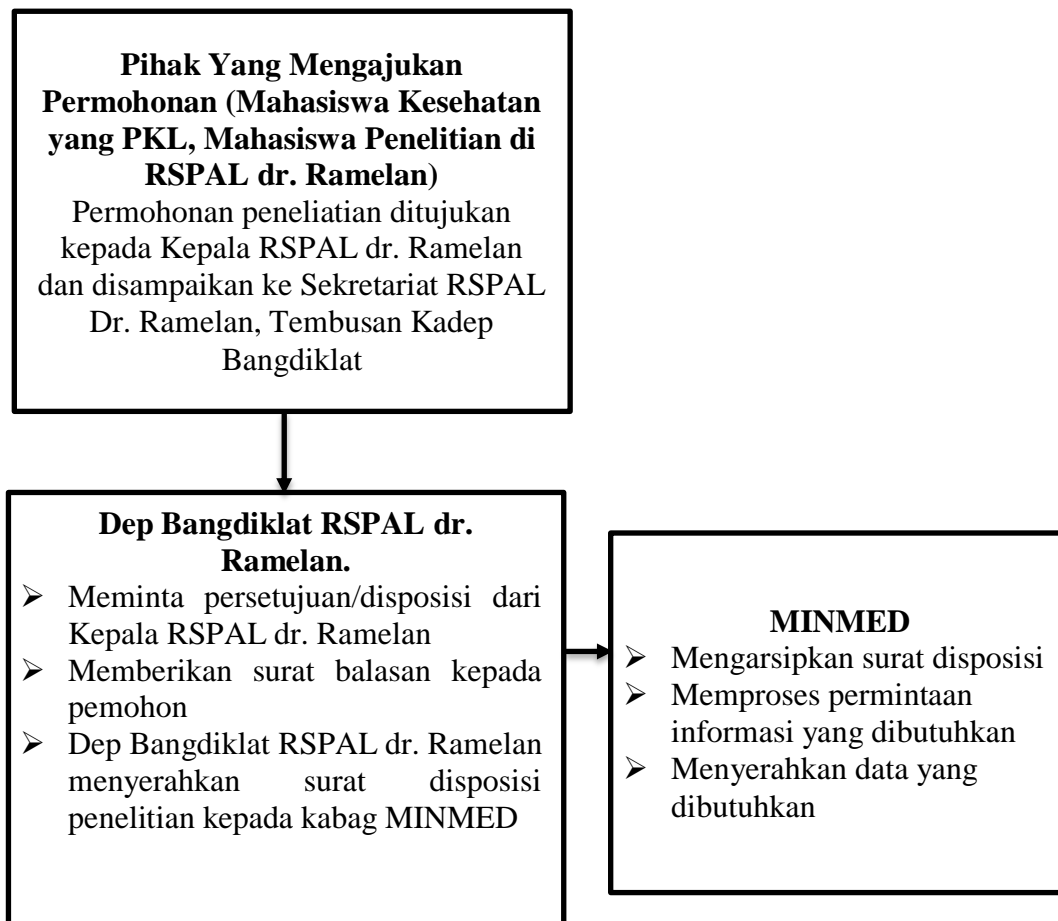 Pihak Yang Mengajukan
Permohonan (Mahasiswa Kesehatan
yang PKL, Mahasiswa Penelitian di
RSPAL dr. Ramelan)
Permohonan peneliatian ditujukan
kepada Kepala RSPAL dr. Ramelan
dan disampaikan ke Sekretariat RSPAL
Dr. Ramelan, Tembusan Kadep
Bangdiklat
Dep Bangdiklat RSPAL dr.
Ramelan.
➢ Meminta persetujuan/disposisi dari
Kepala RSPAL dr. Ramelan
➢ Memberikan surat balasan kepada
pemohon
➢ Dep Bangdiklat RSPAL dr. Ramelan
menyerahkan surat disposisi
penelitian kepada kabag MINMED
MINMED
➢ Mengarsipkan surat disposisi
➢ Memproses permintaan
informasi yang dibutuhkan
➢ Menyerahkan data yang
dibutuhkan